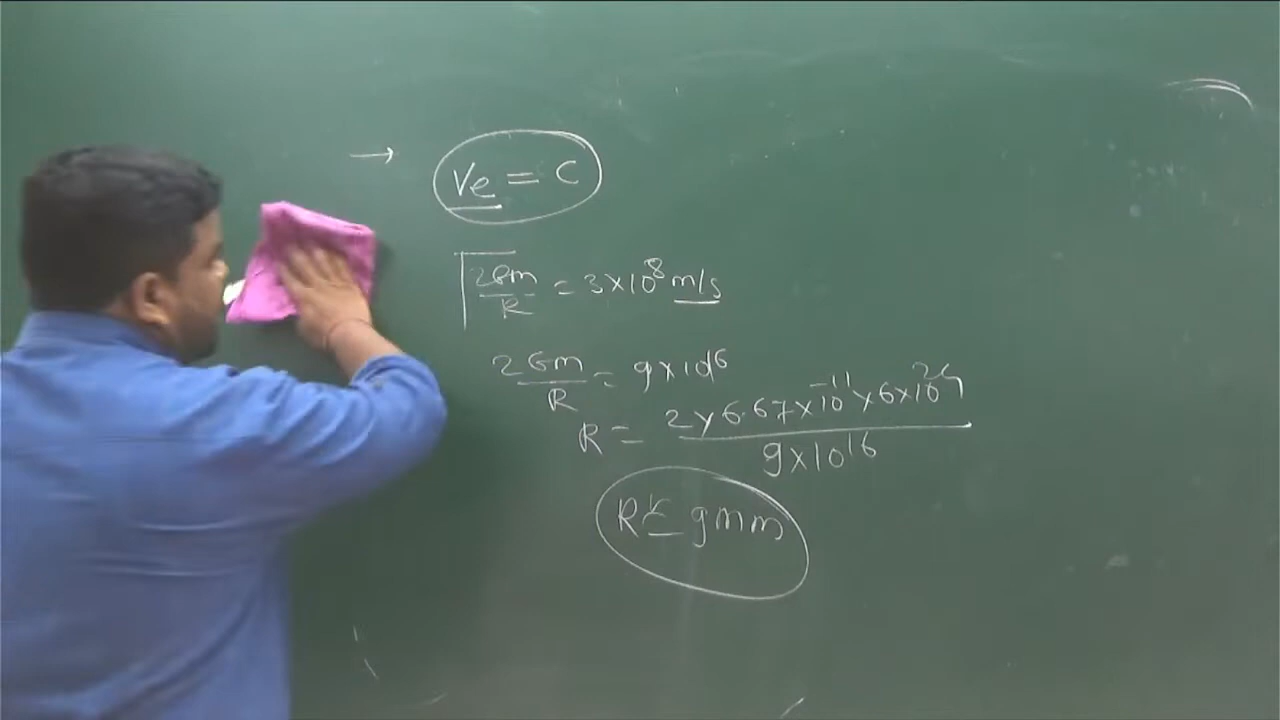 → Ve = C
√2Gm/R = 3×10⁸ m/s
2Gm/R = 9×10¹⁶
R = 2×6.67×10⁻¹¹×6×10²⁴/9×10¹⁶
R ≤ 9mm